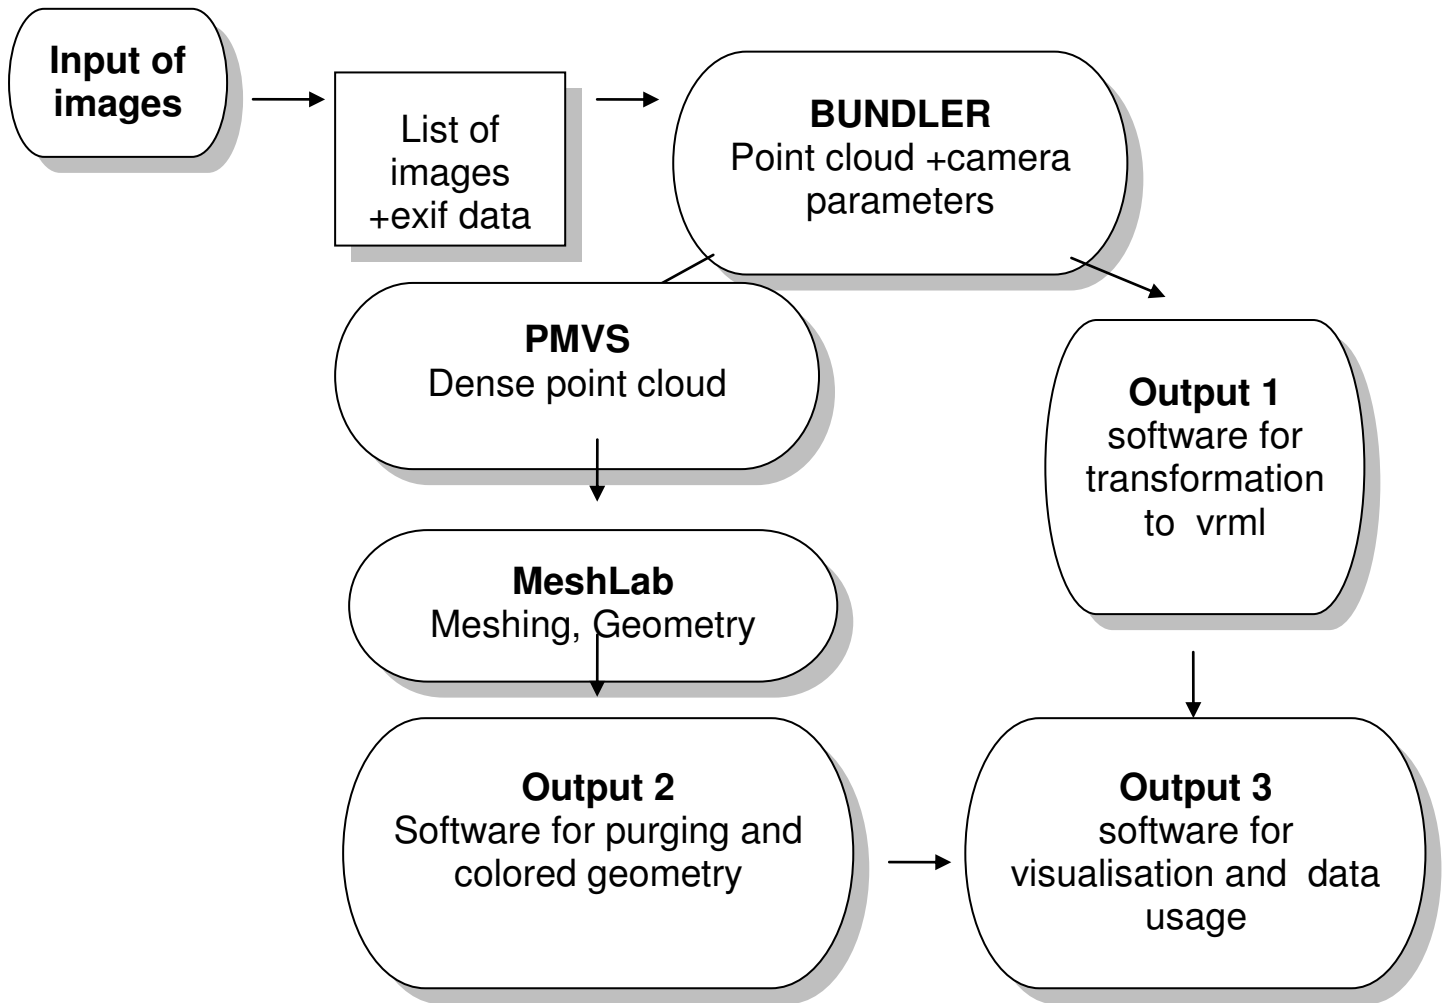 Input of
images
List of
images
+exif data
BUNDLER
Point cloud +camera
parameters
PMVS
Dense point cloud
Output 1
software for
transformation
to vrml
MeshLab
Meshing, Geometry
Output 2
Software for purging and
colored geometry
Output 3
software for
visualisation and data
usage